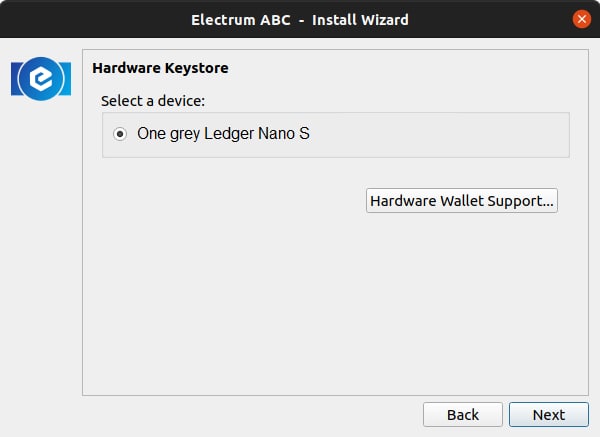 Electrum ABC - Install Wizard
Hardware Keystore
Select a device:
One grey Ledger Nano S
Hardware Wallet Support...
Back
Next